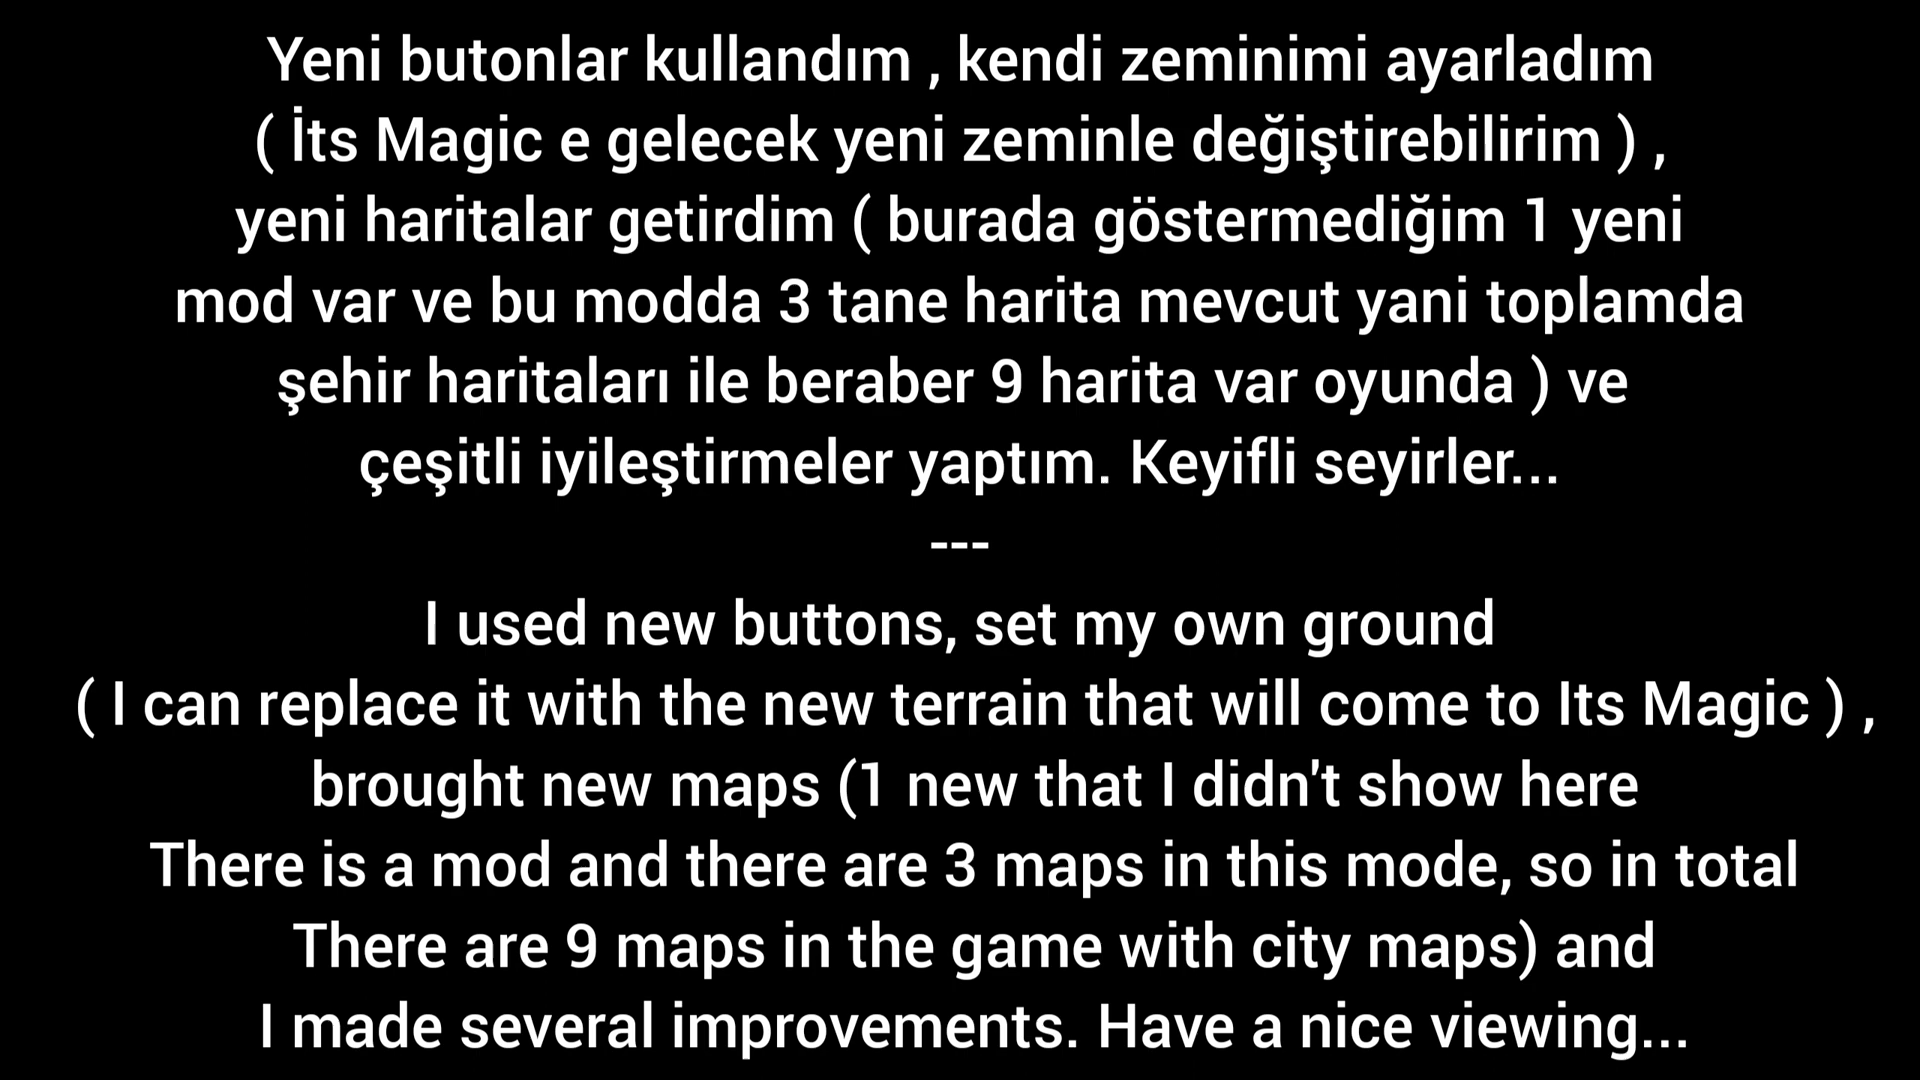 Yeni butonlar kullandım , kendi zeminimi ayarladım
( İts Magic e gelecek yeni zeminle değiştirebilirim ) ,
yeni haritalar getirdim ( burada göstermediğim 1 yeni
mod var ve bu modda 3 tane harita mevcut yani toplamda
şehir haritaları ile beraber 9 harita var oyunda ) ve
çeşitli iyileştirmeler yaptım. Keyifli seyirler...
---
I used new buttons, set my own ground
( I can replace it with the new terrain that will come to Its Magic ) ,
brought new maps (1 new that I didn't show here
There is a mod and there are 3 maps in this mode, so in total
There are 9 maps in the game with city maps) and
I made several improvements. Have a nice viewing...